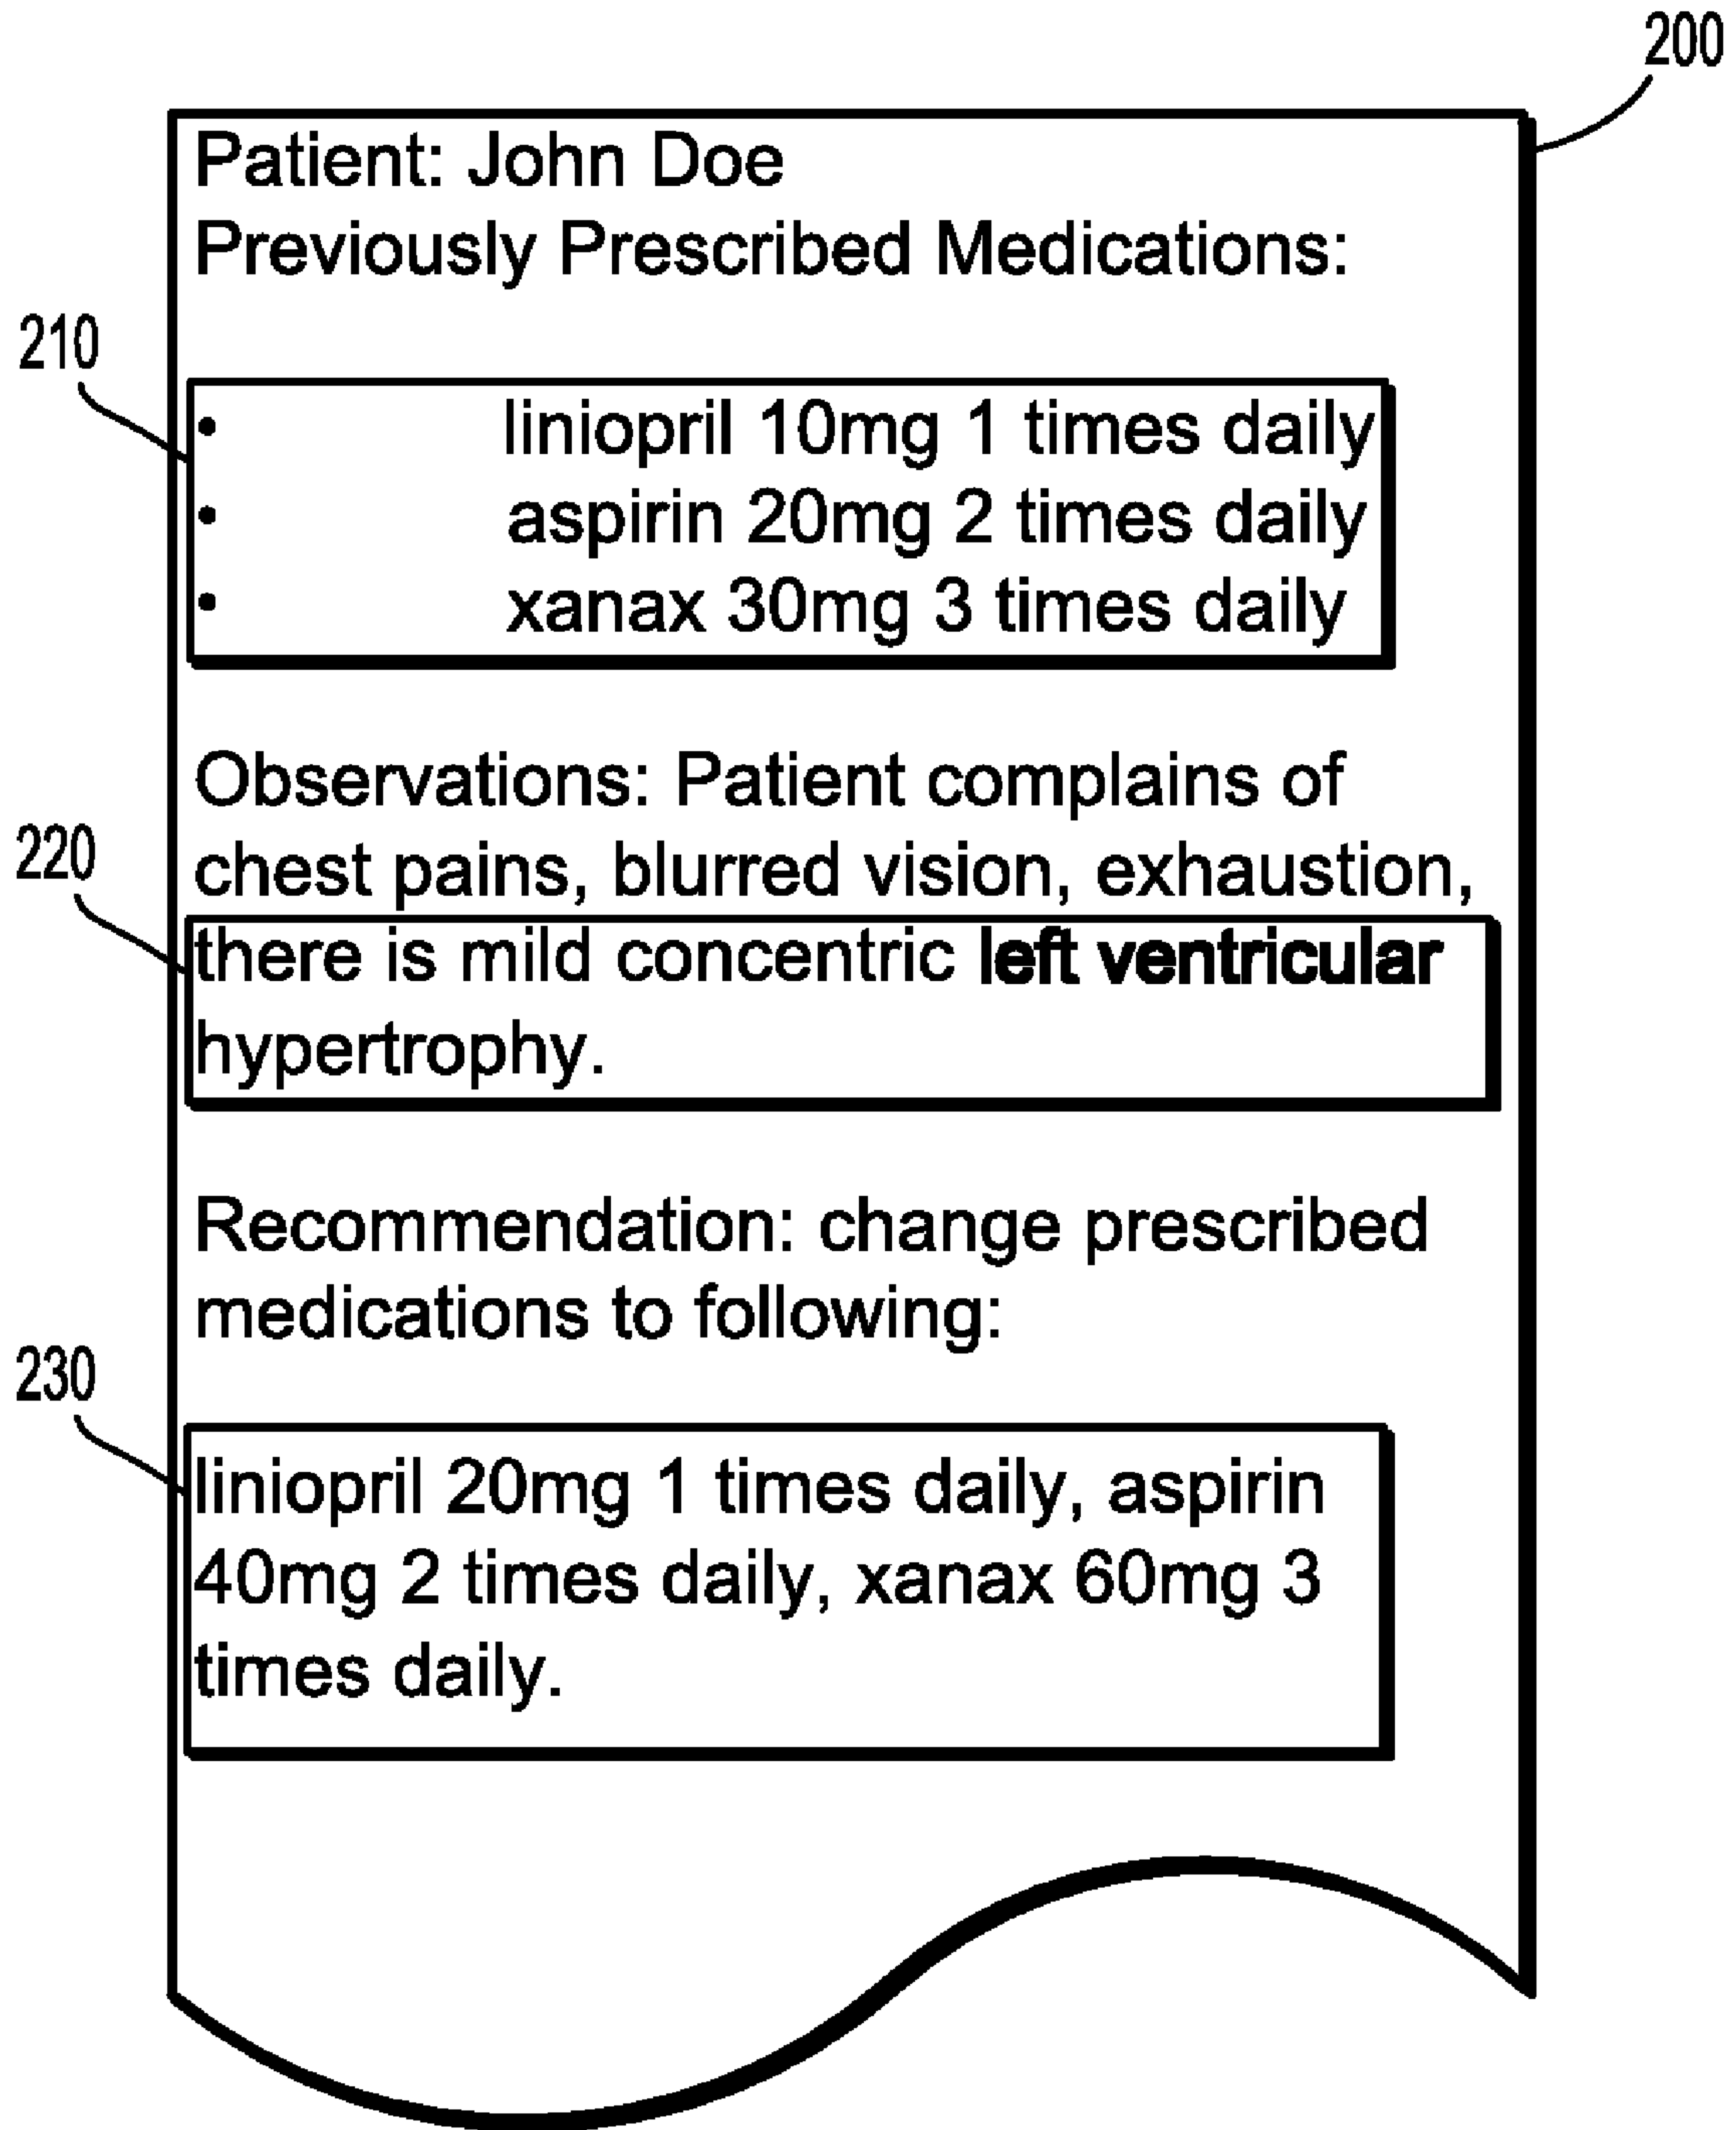 200
Patient: John Doe
Previously Prescribed Medications:
210
• liniopril 10mg 1 times daily
• aspirin 20mg 2 times daily
• xanax 30mg 3 times daily
Observations: Patient complains of
220
chest pains, blurred vision, exhaustion,
there is mild concentric left ventricular
hypertrophy.
Recommendation: change prescribed
medications to following:
230
liniopril 20mg 1 times daily, aspirin
40mg 2 times daily, xanax 60mg 3
times daily.